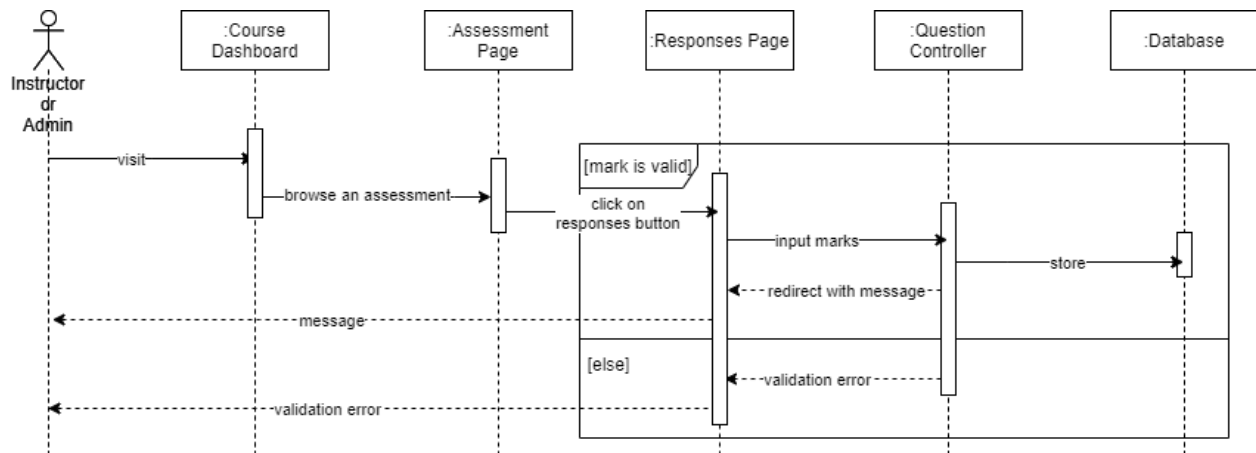 :Course
Dashboard
:Assessment
Page
:Responses Page
:Question
Controller
:Database
Instructor
dr
Admin
visit
[mark is valid]
browse an assessment
click on
responses button
input marks
store
redirect with message
message
[else]
validation error
validation error